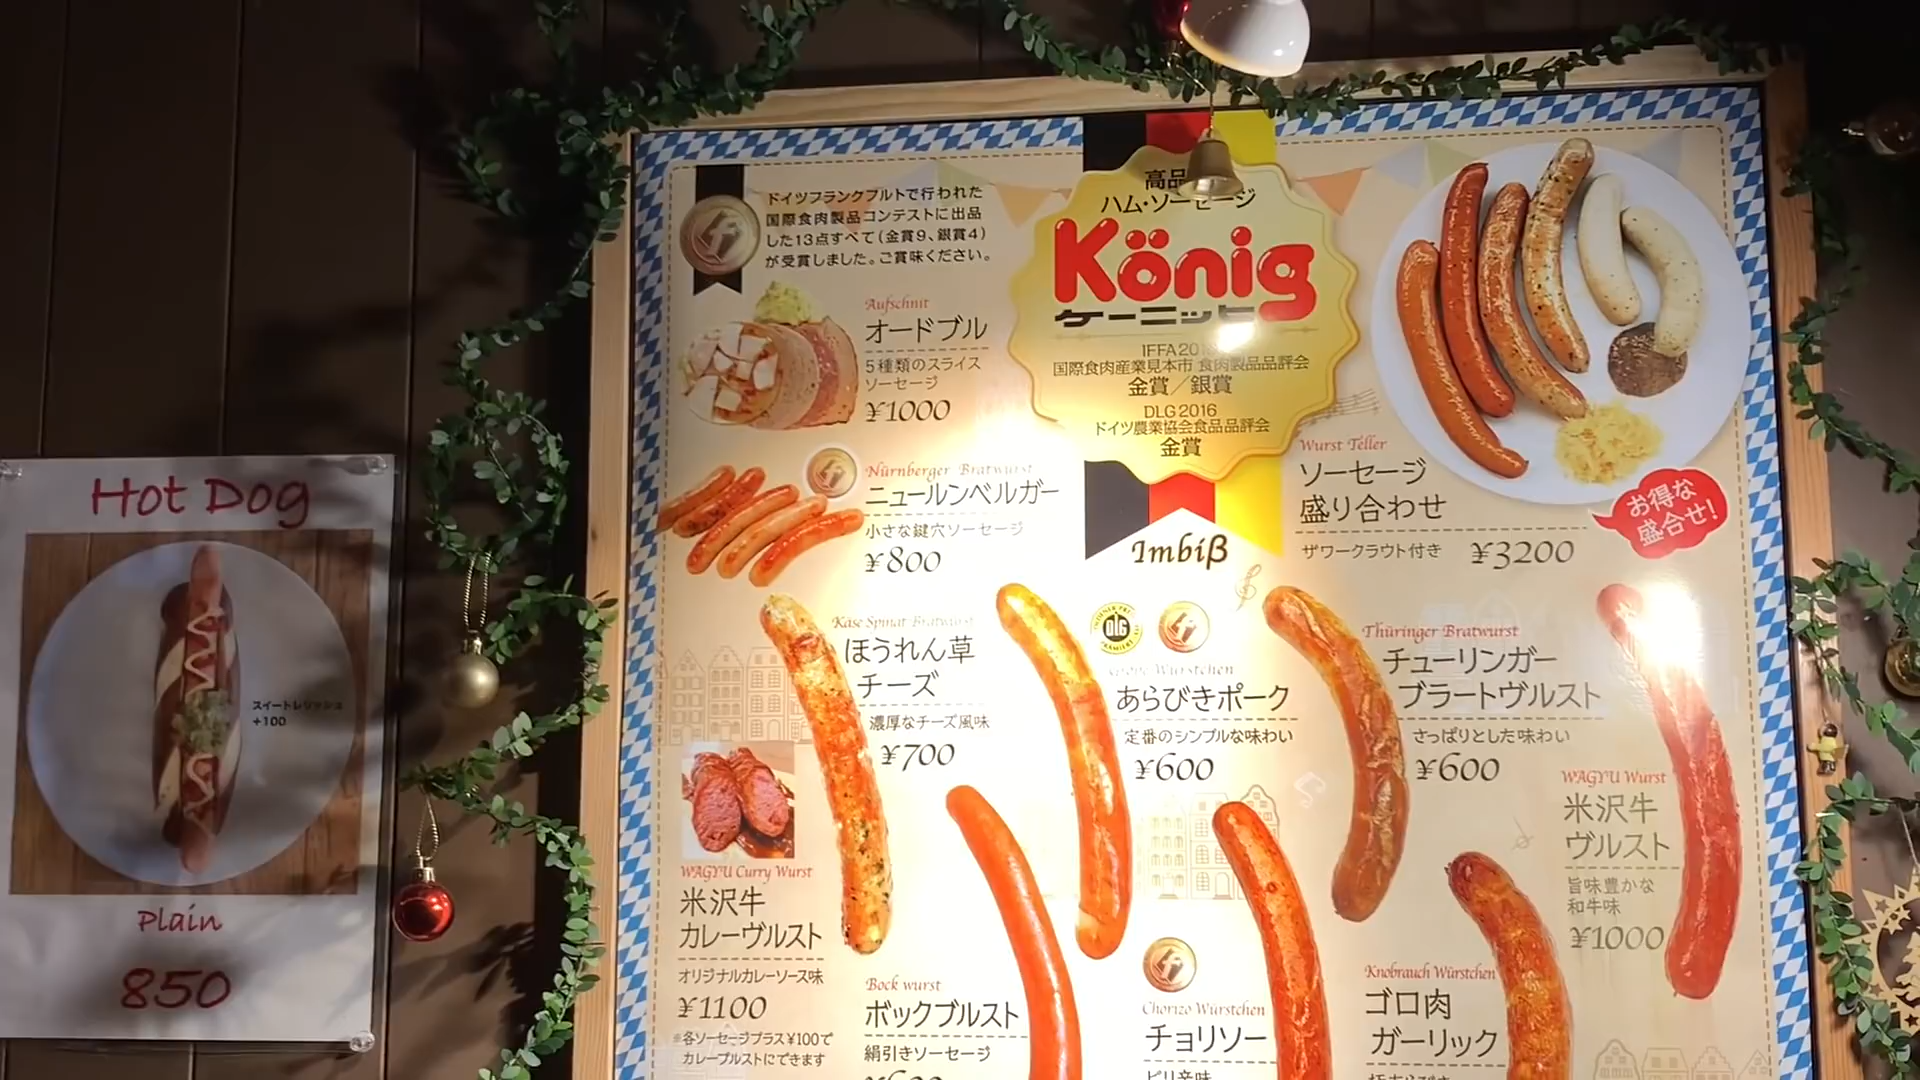 Hot Dog
スイートレリッシュ
+100
Plain
850
ドイツフランクフルトで行われた
国際食肉製品コンテストに出品
した13点すべて(金賞9、銀賞4)
が受賞しました。ご賞味ください。
高品
ハム・ソーセージ
König
ケーニッヒ
IFFA 20
国際食肉産業見本市 食肉製品品評会
金賞/銀賞
DLG 2016
ドイツ農業協会食品品評会
金賞
Imbiß
Aufschnit
オードブル
5種類のスライス
ソーセージ
¥1000
Nürnberger Bratwurst
ニュールンベルガー
小さな鍵穴ソーセージ
¥800
Wurst Teller
ソーセージ
盛り合わせ
ザワークラウト付き ¥3200
お得な
盛合せ!
Käse Spinat Bratwurst
ほうれん草
チーズ
濃厚なチーズ風味
¥700
DLG
Würstchen
あらびきポーク
定番のシンプルな味わい
¥600
Thüringer Bratwurst
チューリンガー
ブラートヴルスト
さっぱりとした味わい
¥600
WAGYU Wurst
米沢牛
ヴルスト
旨味豊かな
和牛味
¥1000
WAGYU Curry Wurst
米沢牛
カレーヴルスト
オリジナルカレーソース味
¥1100
※各ソーセージプラス¥100で
カレーブルストにできます
Bock wurst
ボックブルスト
絹引きソーセージ
Chorizo Würstchen
チョリソー
ピリ辛味
Knobrauch Würstchen
ゴロ肉
ガーリック